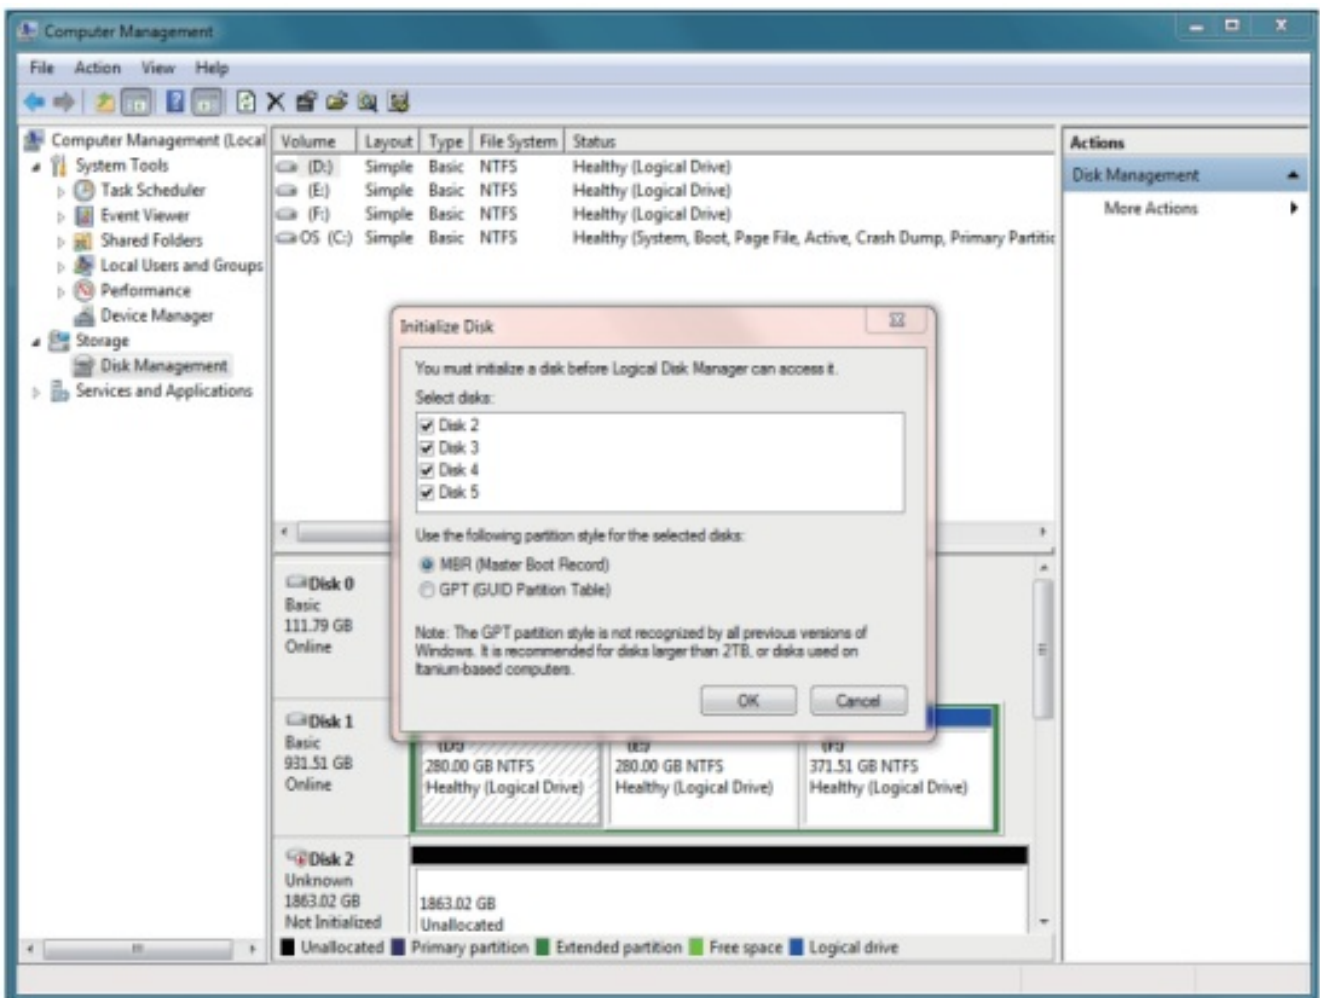 Computer Management
File Action View Help
Computer Management (Local
System Tools
Task Scheduler
Event Viewer
Shared Folders
Local Users and Groups
Performance
Device Manager
Storage
Disk Management
Services and Applications
Volume Layout Type File System Status
(D:) Simple Basic NTFS Healthy (Logical Drive)
(E:) Simple Basic NTFS Healthy (Logical Drive)
(F:) Simple Basic NTFS Healthy (Logical Drive)
OS (C:) Simple Basic NTFS Healthy (System, Boot, Page File, Active, Crash Dump, Primary Partitio
Actions
Disk Management
More Actions
Initialize Disk
You must initialize a disk before Logical Disk Manager can access it.
Select disks:
Disk 2
Disk 3
Disk 4
Disk 5
Use the following partition style for the selected disks:
MBR (Master Boot Record)
GPT (GUID Partition Table)
Note: The GPT partition style is not recognized by all previous versions of
Windows. It is recommended for disks larger than 2TB, or disks used on
Itanium-based computers.
OK Cancel
Disk 0
Basic
111.79 GB
Online
Disk 1
Basic
931.51 GB
Online
(D:)
280.00 GB NTFS
Healthy (Logical Drive)
(E:)
280.00 GB NTFS
Healthy (Logical Drive)
(F:)
371.51 GB NTFS
Healthy (Logical Drive)
Disk 2
Unknown
1863.02 GB
Not Initialized
1863.02 GB
Unallocated
Unallocated Primary partition Extended partition Free space Logical drive